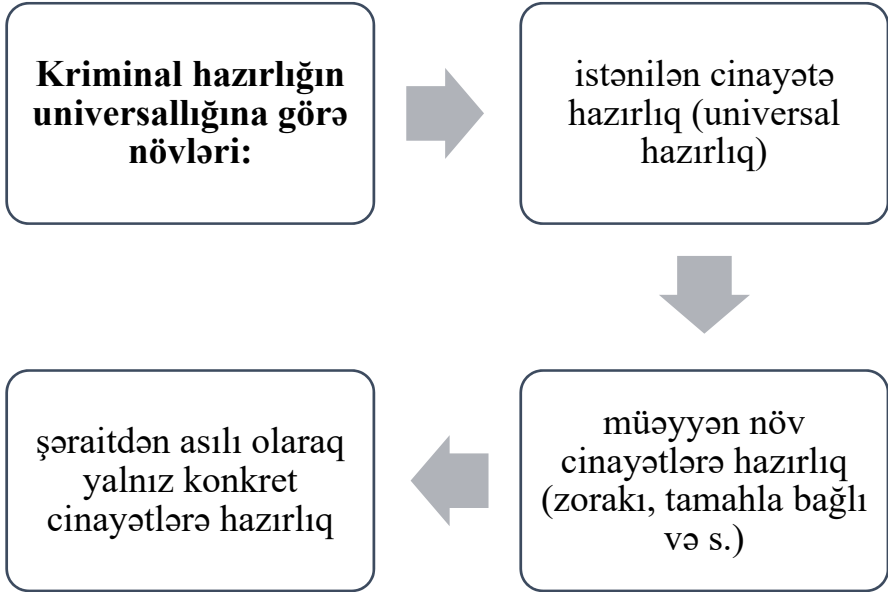 Kriminal hazırlığın
universallığına görə
növləri:
istənilən cinayətə
hazırlıq (universal
hazırlıq)
müəyyən növ
cinayətlərə hazırlıq
(zorakı, tamahla bağlı
və s.)
şəraitdən asılı olaraq
yalnız konkret
cinayətlərə hazırlıq